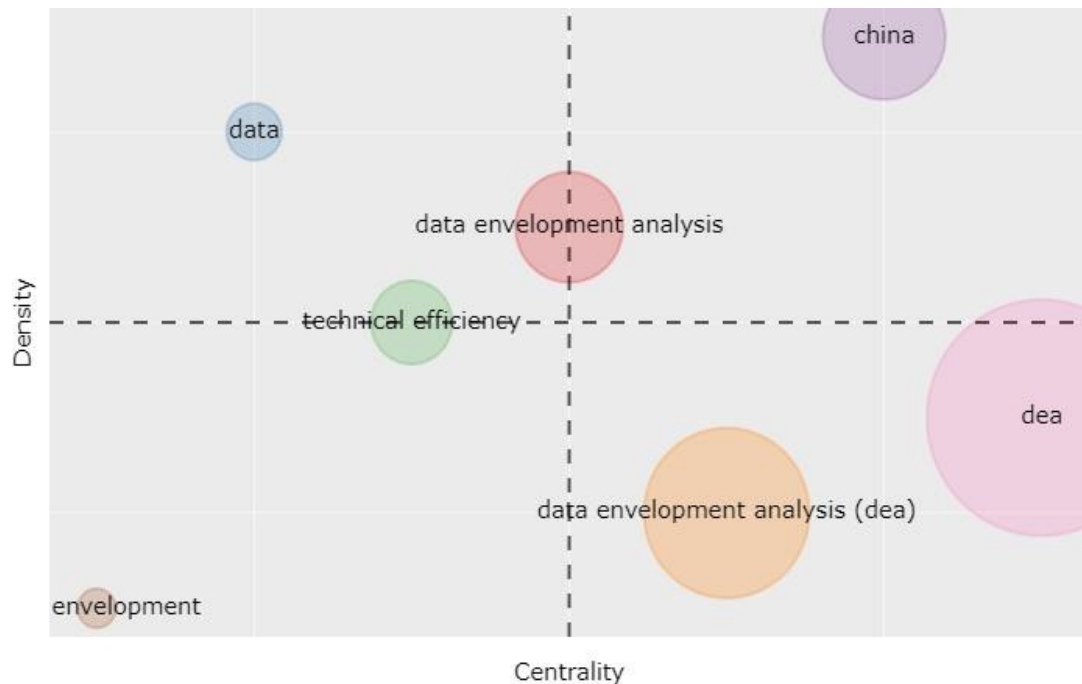 china
data
data envelopment analysis
technical efficiency
Density
dea
data envelopment analysis (dea)
envelopment
Centrality